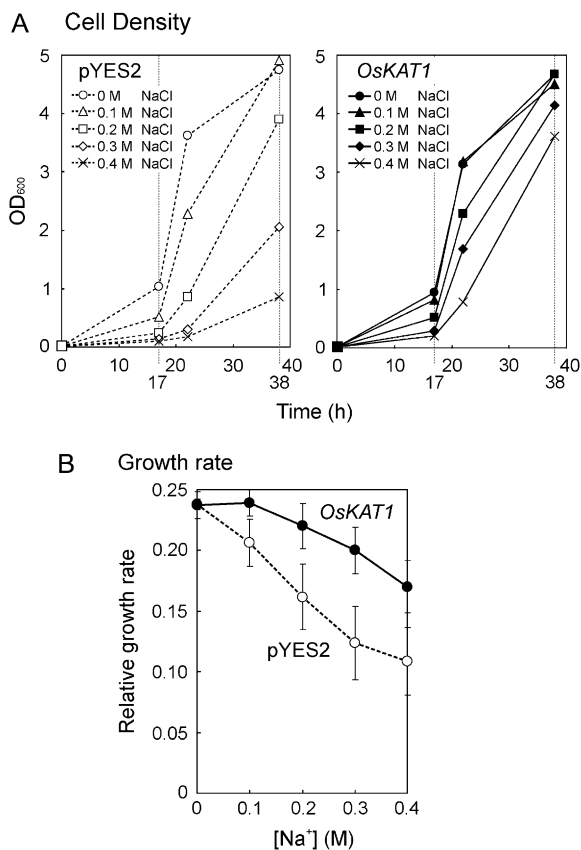 A Cell Density
pYES2
0 M NaCl
0.1 M NaCl
0.2 M NaCl
0.3 M NaCl
0.4 M NaCl
OsKAT1
0 M NaCl
0.1 M NaCl
0.2 M NaCl
0.3 M NaCl
0.4 M NaCl
OD600
5
4
3
2
1
0
0 10 20 30 40
17 38
5
4
3
2
1
0
0 10 20 30 40
17 38
Time (h)
B Growth rate
Relative growth rate
0.25
0.20
0.15
0.10
0.05
0
OsKAT1
pYES2
0 0.1 0.2 0.3 0.4
[Na+] (M)